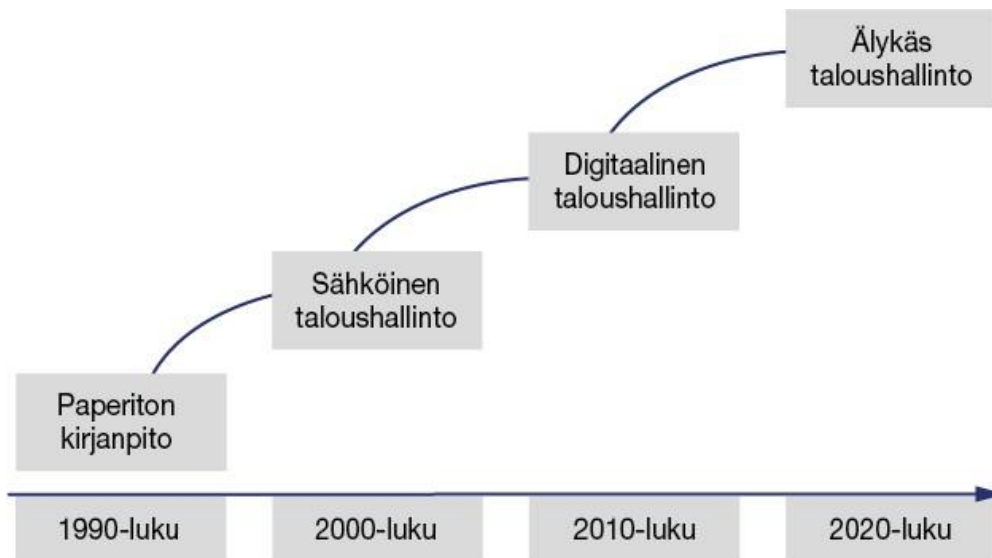 Älykäs
taloushallinto
Digitaalinen
taloushallinto
Sähköinen
taloushallinto
Paperiton
kirjanpito
1990-luku
2000-luku
2010-luku
2020-luku